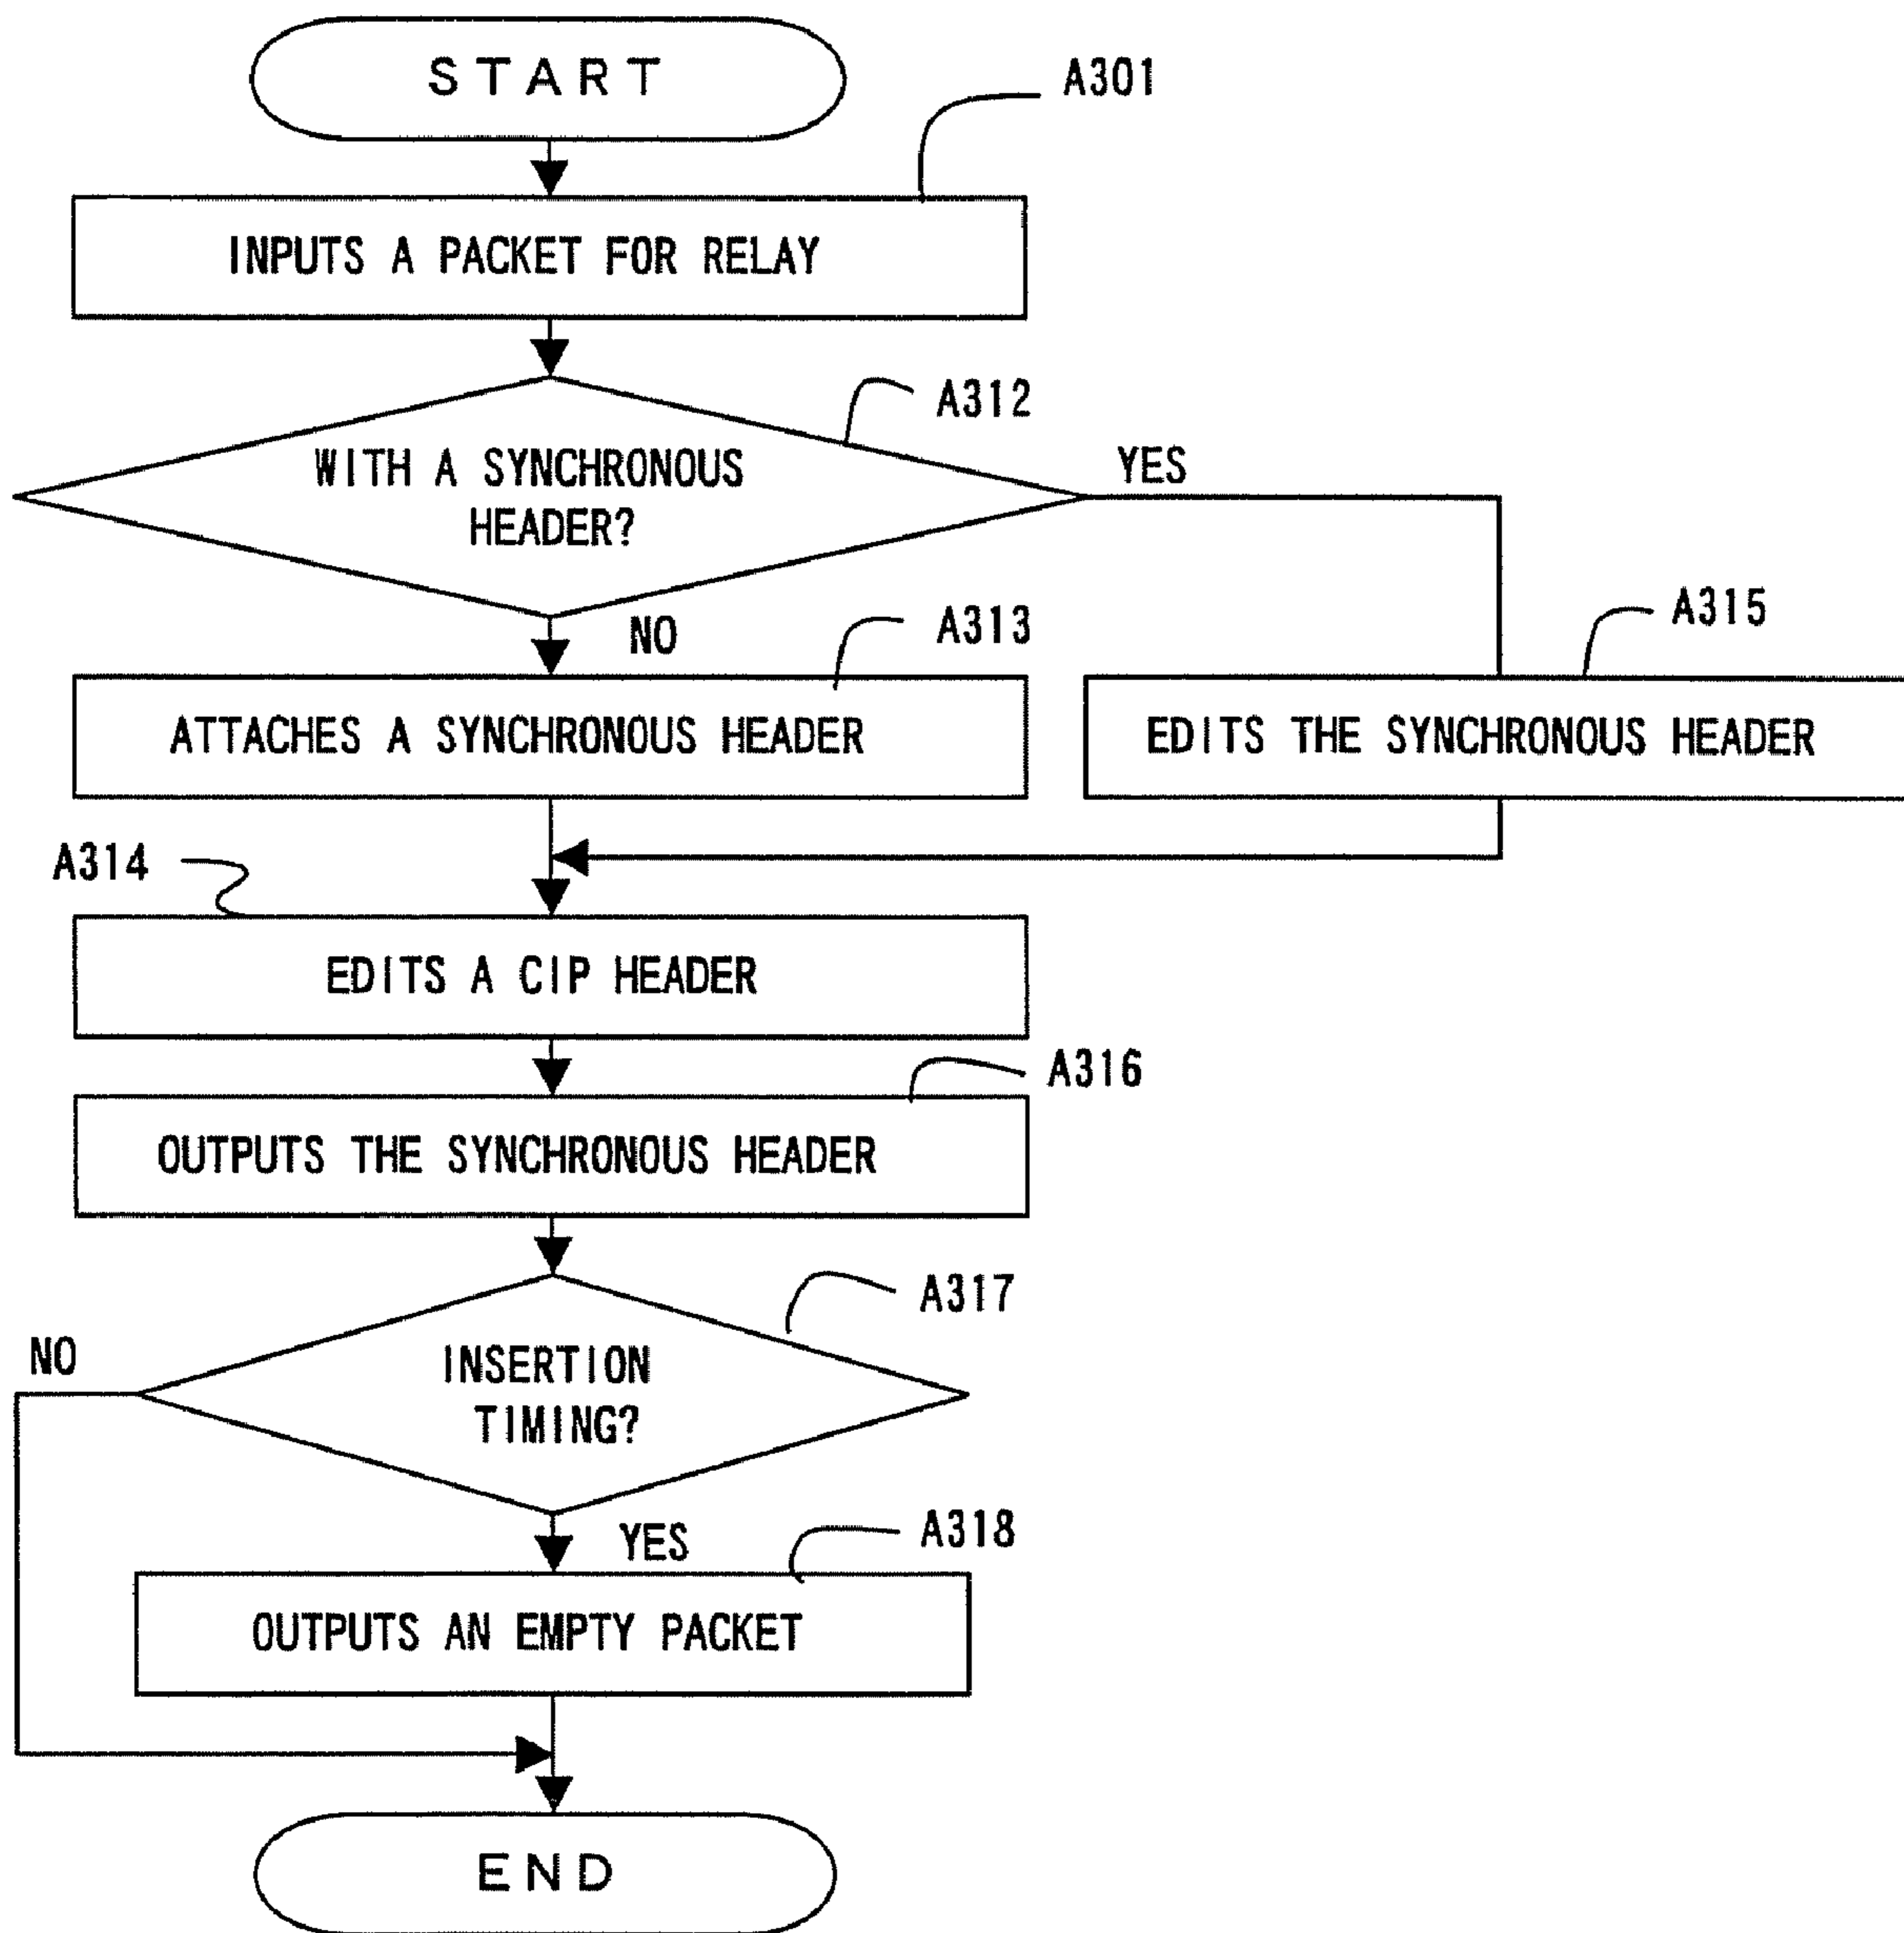 START
A301
INPUTS A PACKET FOR RELAY
A312
WITH A SYNCHRONOUS
HEADER?
YES
NO
A313
A315
ATTACHES A SYNCHRONOUS HEADER
EDITS THE SYNCHRONOUS HEADER
A314
EDITS A CIP HEADER
A316
OUTPUTS THE SYNCHRONOUS HEADER
A317
NO
INSERTION
TIMING?
YES
A318
OUTPUTS AN EMPTY PACKET
END